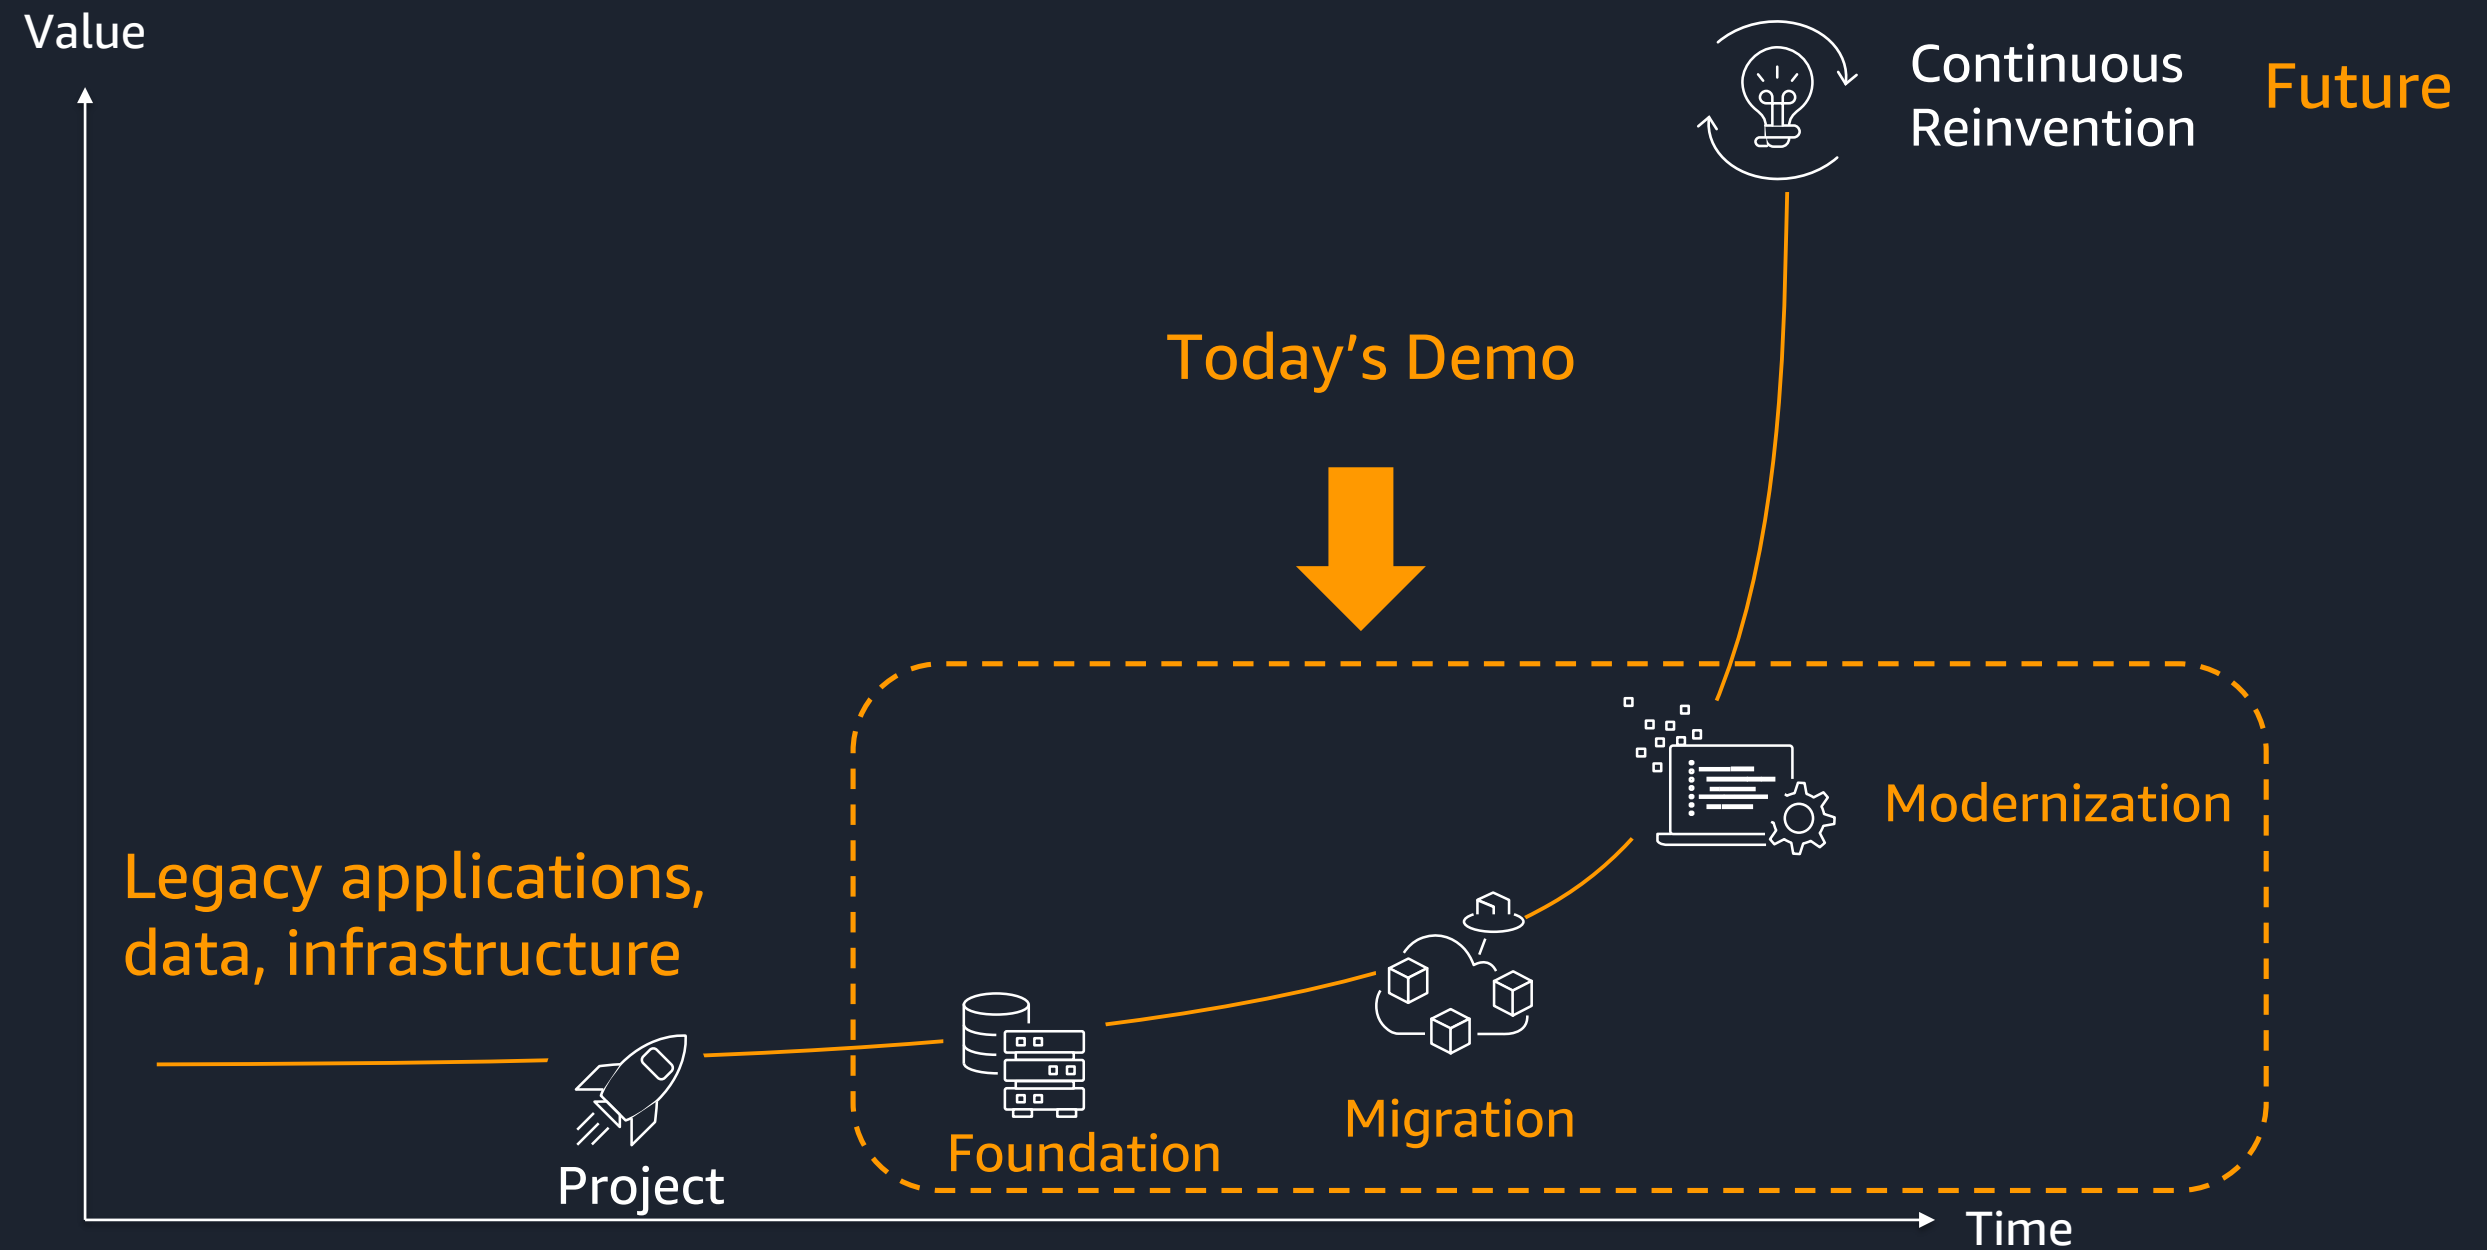 Value
Continuous
Reinvention
Future
Today's Demo
Modernization
Legacy applications,
data, infrastructure
Migration
Foundation
Project
Time